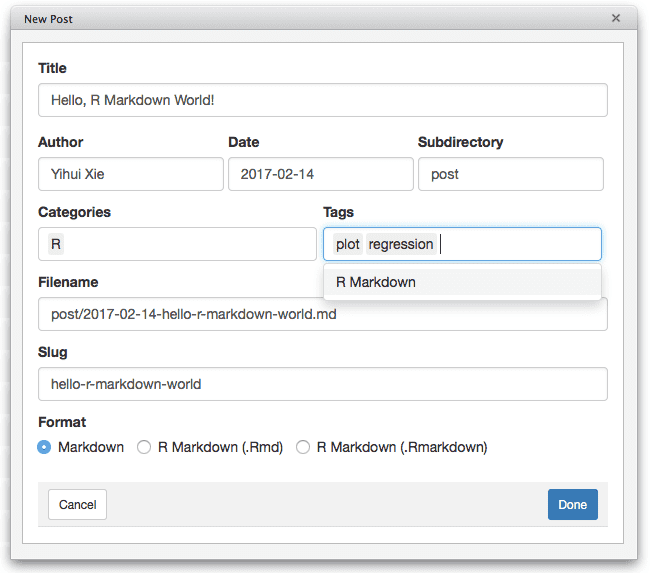 New Post
Title
Hello, R Markdown World!
Author Date Subdirectory
Yihui Xie 2017-02-14 post
Categories Tags
R plot regression
R Markdown
Filename
post/2017-02-14-hello-r-markdown-world.md
Slug
hello-r-markdown-world
Format
Markdown R Markdown (.Rmd) R Markdown (.Rmarkdown)
Cancel Done